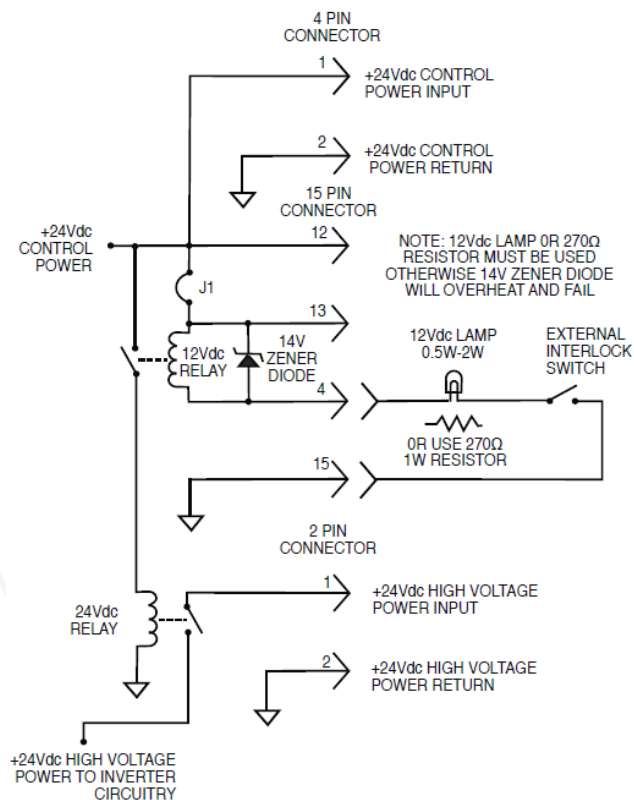 4 PIN
CONNECTOR
1
+24Vdc CONTROL
POWER INPUT
2
+24Vdc CONTROL
POWER RETURN
15 PIN
CONNECTOR
+24Vdc
CONTROL
POWER
12
NOTE: 12Vdc LAMP 0R 270Ω
RESISTOR MUST BE USED
OTHERWISE 14V ZENER DIODE
WILL OVERHEAT AND FAIL
J1
13
12Vdc
RELAY
14V
ZENER
DIODE
12Vdc LAMP
0.5W-2W
EXTERNAL
INTERLOCK
SWITCH
4
0R USE 270Ω
1W RESISTOR
15
2 PIN
CONNECTOR
1
+24Vdc HIGH VOLTAGE
POWER INPUT
24Vdc
RELAY
2
+24Vdc HIGH VOLTAGE
POWER RETURN
+24Vdc HIGH VOLTAGE
POWER TO INVERTER
CIRCUITRY